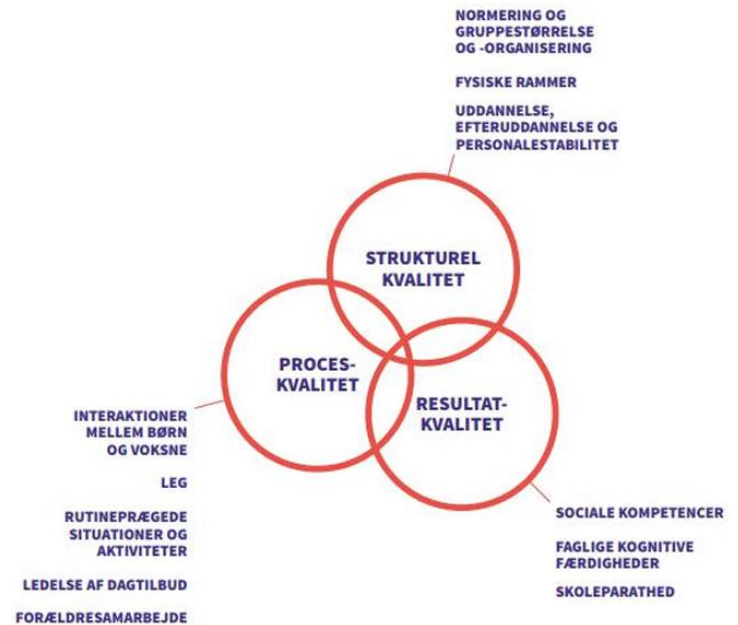 NORMERING OG
GRUPPESTØRRELSE
OG -ORGANISERING
FYSISKE RAMMER
UDDANNELSE,
EFTERUDDANNELSE OG
PERSONALESTABILITET
STRUKTUREL
KVALITET
PROCES-
KVALITET
RESULTAT-
KVALITET
INTERAKTIONER
MELLEM BØRN
OG VOKSNE
LEG
RUTINEPRÆGEDE
SITUATIONER OG
AKTIVITETER
LEDELSE AF DAGTILBUD
FORÆLDRESAMARBEJDE
SOCIALE KOMPETENCER
FAGLIGE KOGNITIVE
FÆRDIGHEDER
SKOLEPARATHED